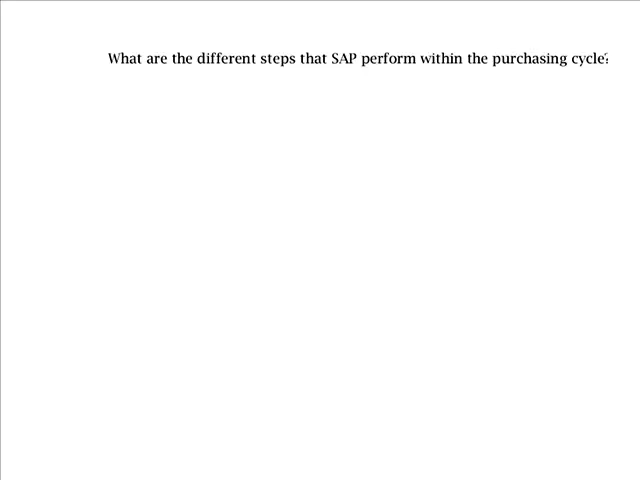 What are the different steps that SAP perform within the purchasing cycle?